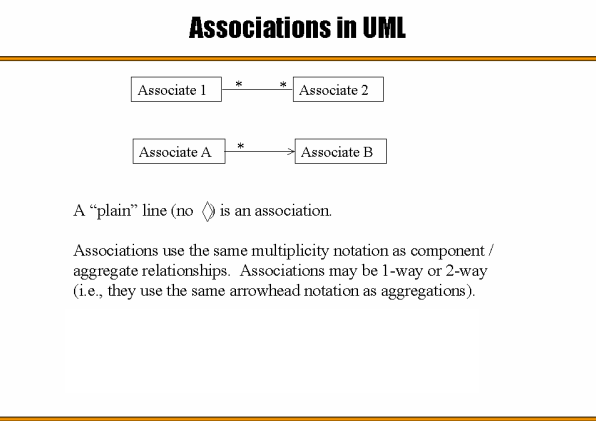 Associations in UML
Associate 1 * * Associate 2
Associate A * Associate B
A “plain” line (no ) is an association.
Associations use the same multiplicity notation as component /
aggregate relationships. Associations may be 1-way or 2-way
(i.e., they use the same arrowhead notation as aggregations).